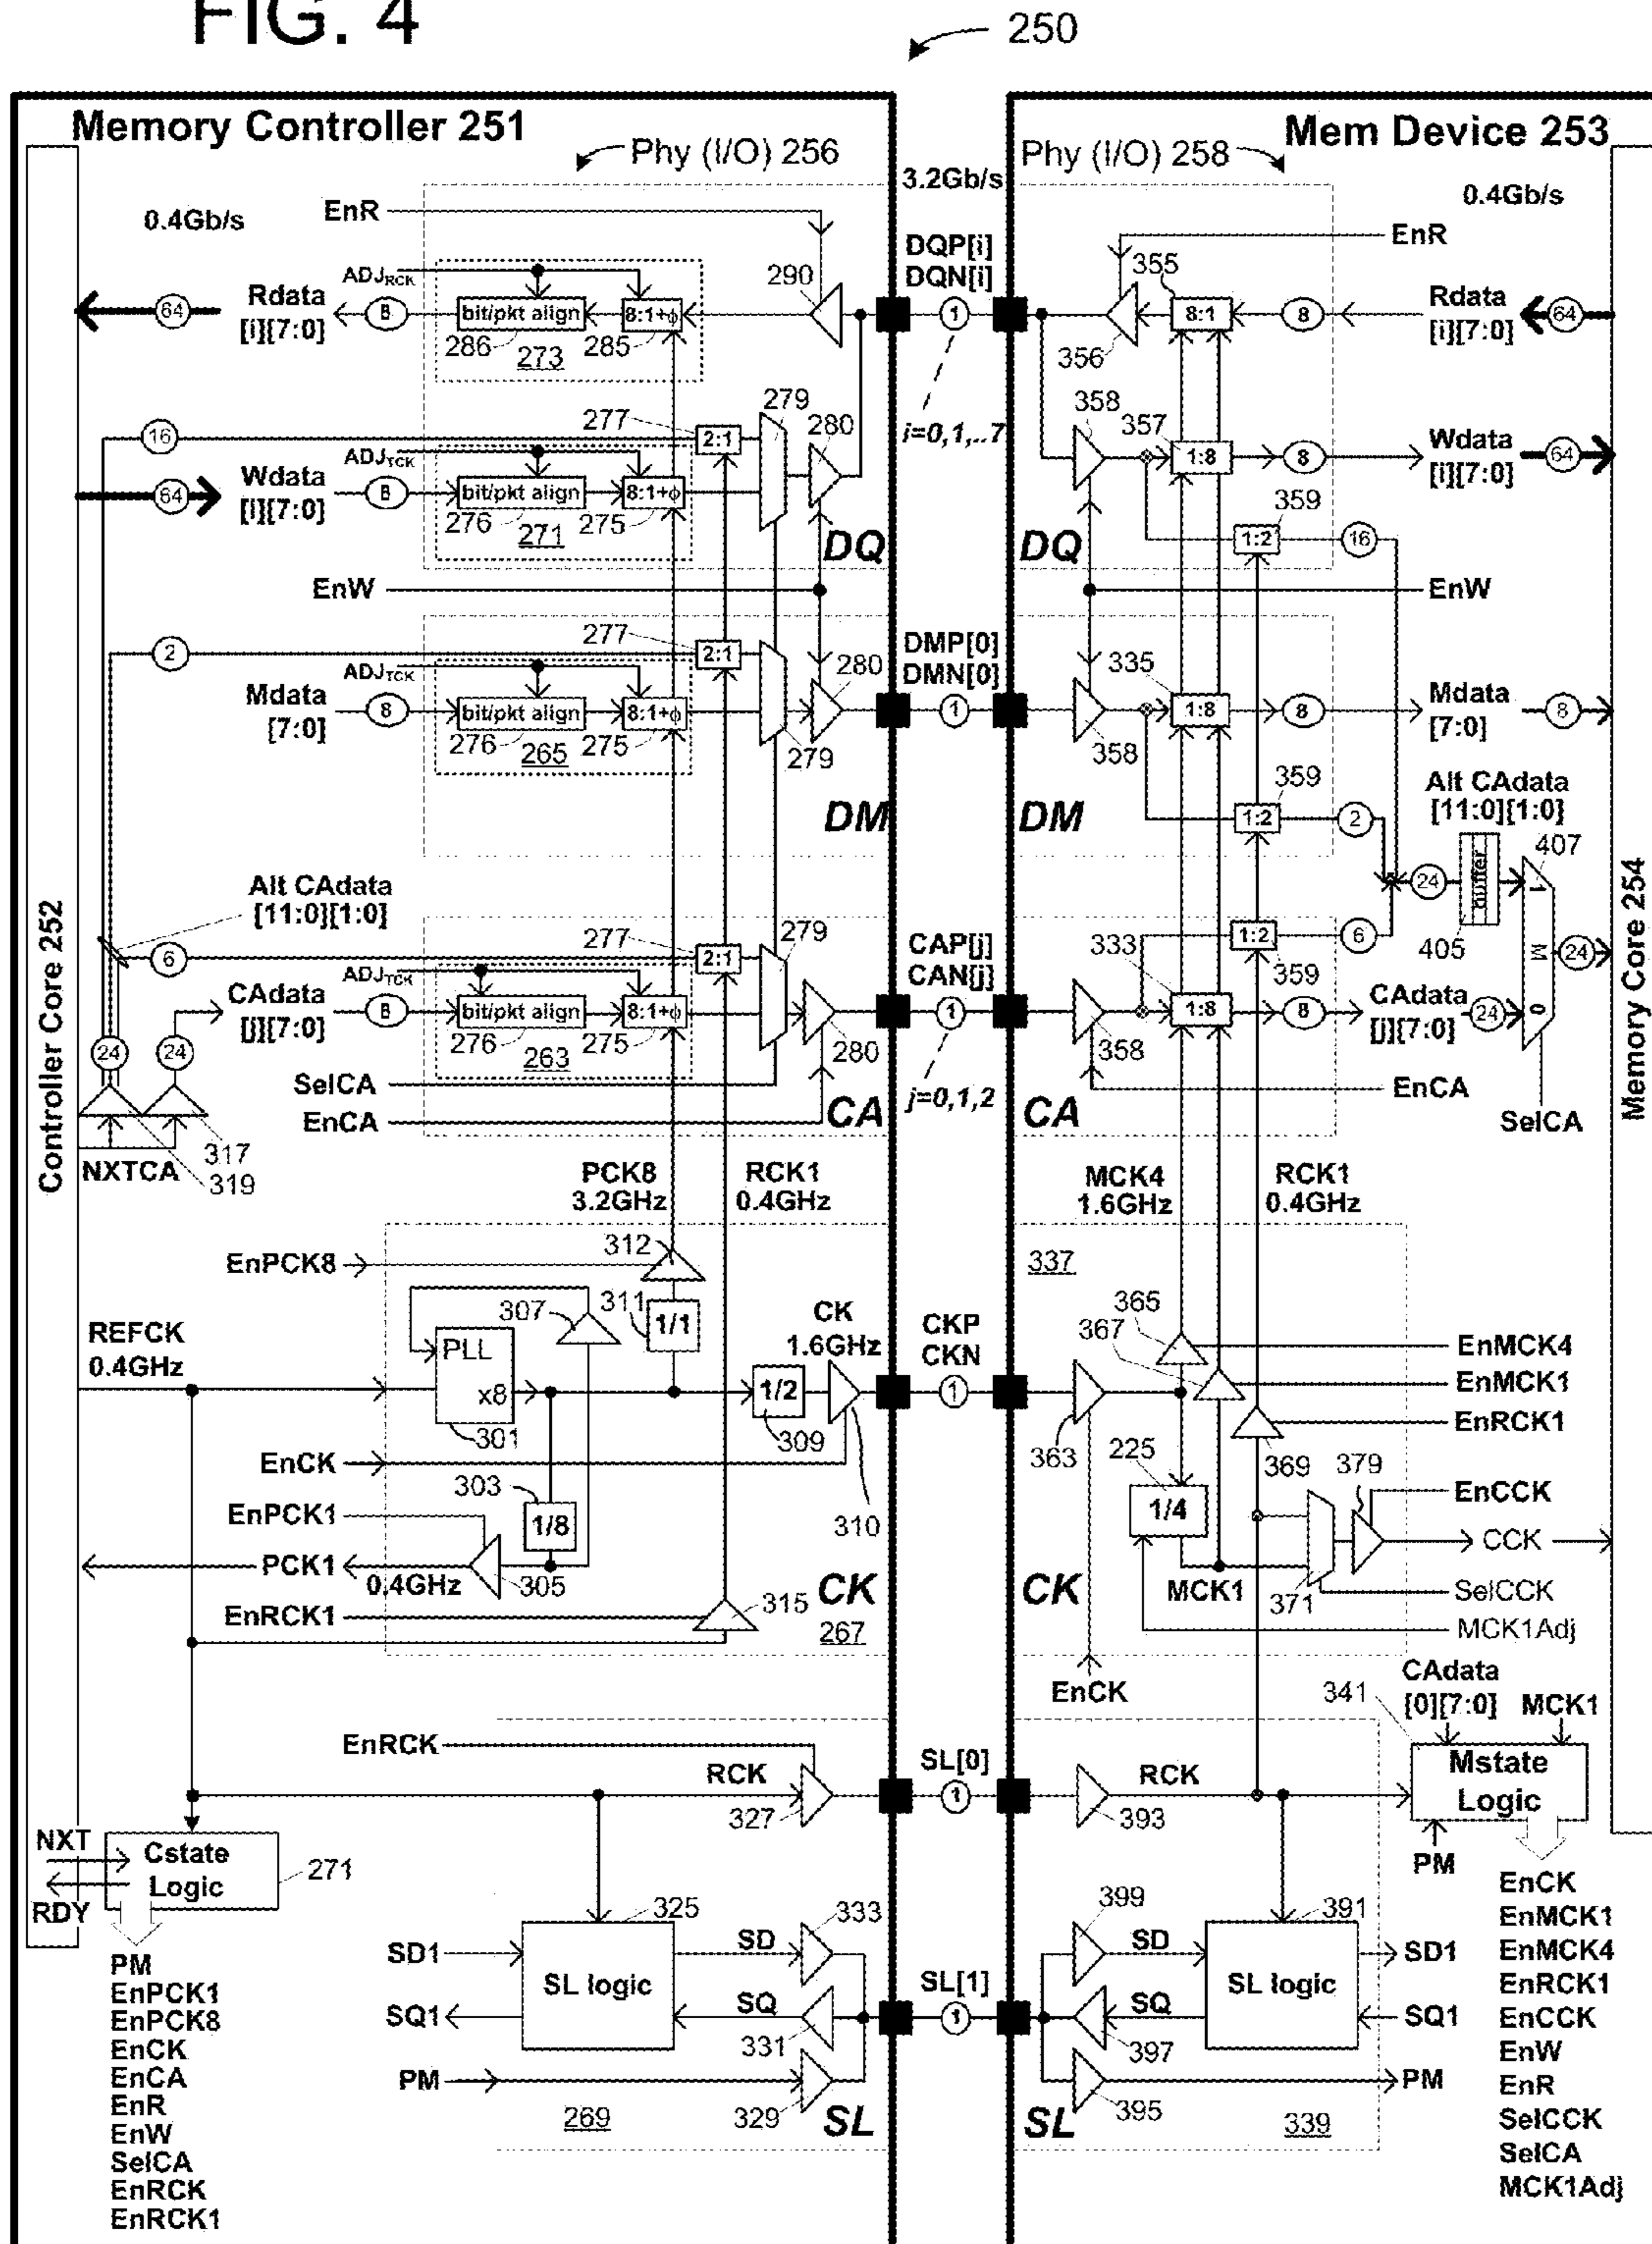 FIG. 4
250
Memory Controller 251
Mem Device 253
Phy (I/O) 256
Phy (I/O) 258
3.2Gb/s
0.4Gb/s
0.4Gb/s
EnR
EnR
DQP[i]
DQN[i]
ADJRCK
290
355
64
Rdata
[i][7:0]
8
bit/pkt align
8:1+ϕ
1
8:1
8
Rdata
[i][7:0]
64
286
273
285
356
i=0,1,..7
16
277
2:1
279
280
358
357
ADJTCK
64
Wdata
[i][7:0]
8
bit/pkt align
8:1+ϕ
1:8
8
Wdata
[i][7:0]
64
276
271
275
359
1:2
16
DQ
DQ
EnW
EnW
2
277
2:1
DMP[0]
DMN[0]
280
335
ADJTCK
Mdata
[7:0]
8
bit/pkt align
8:1+ϕ
1
1:8
8
Mdata
[7:0]
8
276
265
275
279
358
359
1:2
2
DM
DM
Alt CAdata
[11:0][1:0]
407
24
buffer
405
1
M
0
24
Alt CAdata
[11:0][1:0]
6
277
2:1
279
CAP[j]
CAN[j]
333
1:2
6
359
ADJTCK
CAdata
[j][7:0]
8
bit/pkt align
8:1+ϕ
1
1:8
8
CAdata
[j][7:0]
24
276
263
275
280
358
24
24
SelCA
EnCA
j=0,1,2
EnCA
SelCA
CA
CA
Controller Core 252
Memory Core 254
317
NXTCA
319
PCK8
3.2GHz
RCK1
0.4GHz
MCK4
1.6GHz
RCK1
0.4GHz
EnPCK8
312
337
307
311
1/1
CK
1.6GHz
CKP
CKN
365
367
REFCK
0.4GHz
PLL
x8
EnMCK4
EnMCK1
301
1/2
309
1
363
EnRCK1
369
EnCK
303
225
379
EnPCK1
1/8
310
1/4
EnCCK
PCK1
0.4GHz
305
CCK
EnRCK1
315
CK
267
CK
MCK1
371
SelCCK
MCK1Adj
EnCK
341
CAdata
[0][7:0]
MCK1
EnRCK
RCK
327
SL[0]
1
RCK
393
Mstate
Logic
PM
NXT
RDY
Cstate
Logic
271
325
333
399
391
SD1
SQ1
SL logic
SD
SQ
331
SL[1]
1
SD
SQ
397
SL logic
SD1
SQ1
PM
329
395
PM
269
SL
SL
339
PM
EnPCK1
EnPCK8
EnCK
EnCA
EnR
EnW
SelCA
EnRCK
EnRCK1
EnCK
EnMCK1
EnMCK4
EnRCK1
EnCCK
EnW
EnR
SelCCK
SelCA
MCK1Adj